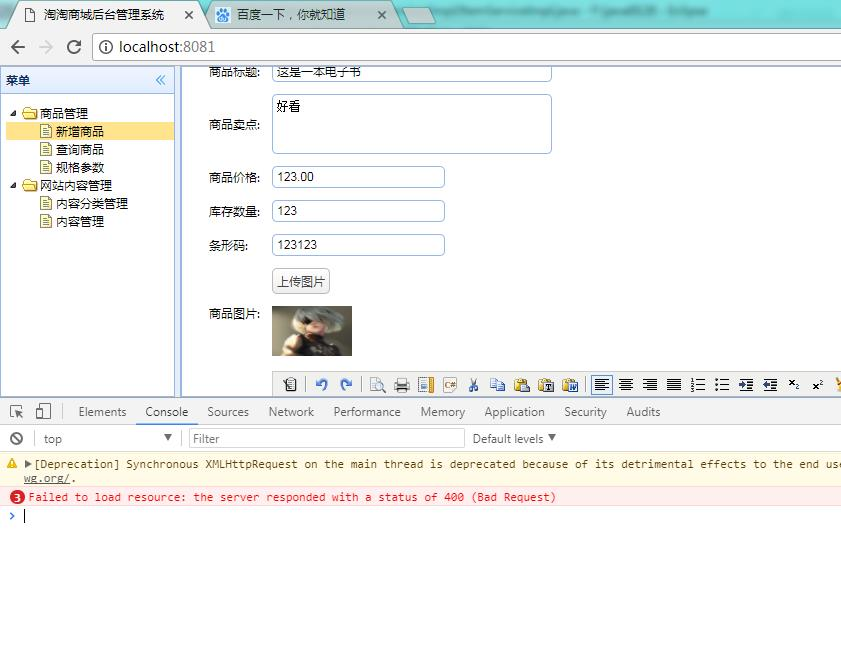 淘淘商城后台管理系统
百度一下，你就知道
localhost:8081
菜单
商品管理
新增商品
查询商品
规格参数
网站内容管理
内容分类管理
内容管理
商品标题: 这是一本电子书
商品卖点: 好看
商品价格: 123.00
库存数量: 123
条形码: 123123
上传图片
商品图片:
Elements Console Sources Network Performance Memory Application Security Audits
top Filter Default levels
[Deprecation] Synchronous XMLHttpRequest on the main thread is deprecated because of its detrimental effects to the end use
wg.org/.
3 Failed to load resource: the server responded with a status of 400 (Bad Request)